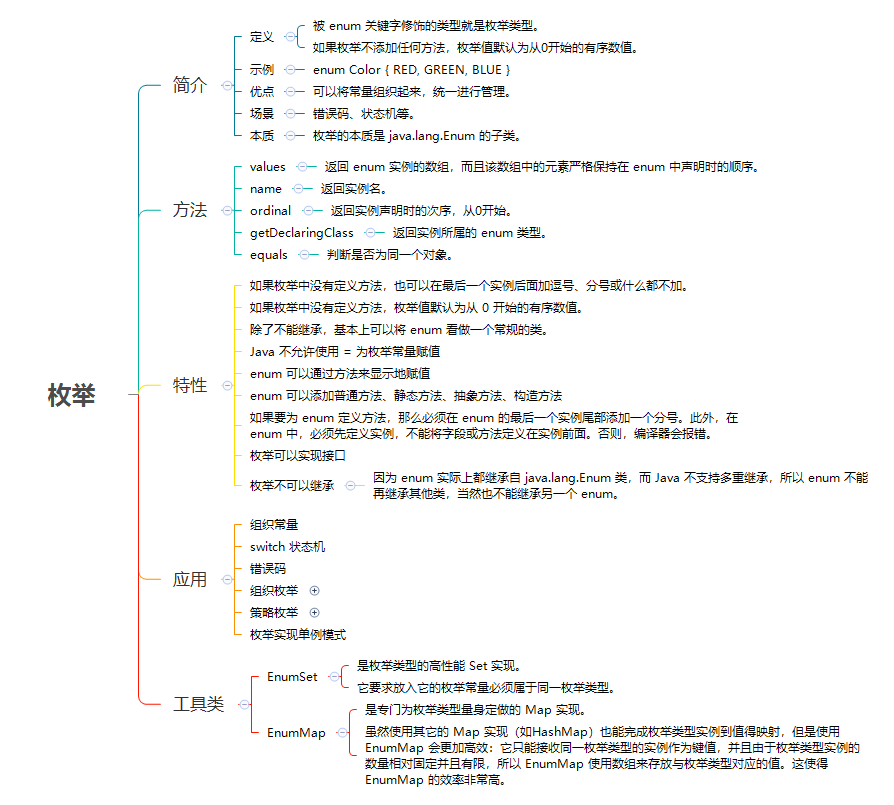 枚举
简介
定义
被 enum 关键字修饰的类型就是枚举类型。
如果枚举不添加任何方法，枚举值默认为从0开始的有序数值。
示例
enum Color { RED, GREEN, BLUE }
优点
可以将常量组织起来，统一进行管理。
场景
错误码、状态机等。
本质
枚举的本质是 java.lang.Enum 的子类。
方法
values
返回 enum 实例的数组，而且该数组中的元素严格保持在 enum 中声明时的顺序。
name
返回实例名。
ordinal
返回实例声明时的次序，从0开始。
getDeclaringClass
返回实例所属的 enum 类型。
equals
判断是否为同一个对象。
特性
如果枚举中没有定义方法，也可以在最后一个实例后面加逗号、分号或什么都不加。
如果枚举中没有定义方法，枚举值默认为从 0 开始的有序数值。
除了不能继承，基本上可以将 enum 看做一个常规的类。
Java 不允许使用 = 为枚举常量赋值
enum 可以通过方法来显示地赋值
enum 可以添加普通方法、静态方法、抽象方法、构造方法
如果要为 enum 定义方法，那么必须在 enum 的最后一个实例尾部添加一个分号。此外，在
enum 中，必须先定义实例，不能将字段或方法定义在实例前面。否则，编译器会报错。
枚举可以实现接口
枚举不可以继承
因为 enum 实际上都继承自 java.lang.Enum 类，而 Java 不支持多重继承，所以 enum 不能
再继承其他类，当然也不能继承另一个 enum。
应用
组织常量
switch 状态机
错误码
组织枚举
策略枚举
枚举实现单例模式
工具类
EnumSet
是枚举类型的高性能 Set 实现。
它要求放入它的枚举常量必须属于同一枚举类型。
EnumMap
是专门为枚举类型量身定做的 Map 实现。
虽然使用其它的 Map 实现（如HashMap）也能完成枚举类型实例到值得映射，但是使用
EnumMap 会更加高效：它只能接收同一枚举类型的实例作为键值，并且由于枚举类型实例的
数量相对固定并且有限，所以 EnumMap 使用数组来存放与枚举类型对应的值。这使得
EnumMap 的效率非常高。